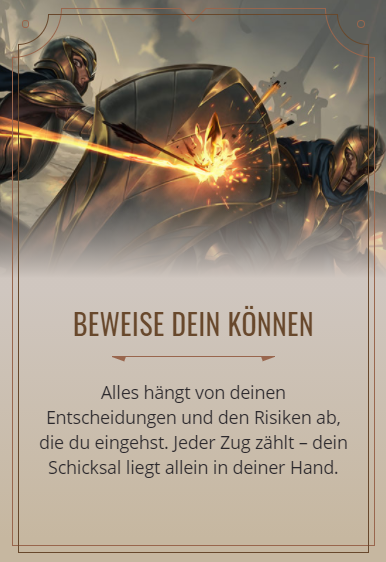 BEWEISE DEIN KÖNNEN
Alles hängt von deinen
Entscheidungen und den Risiken ab,
die du eingehst. Jeder Zug zählt – dein
Schicksal liegt allein in deiner Hand.